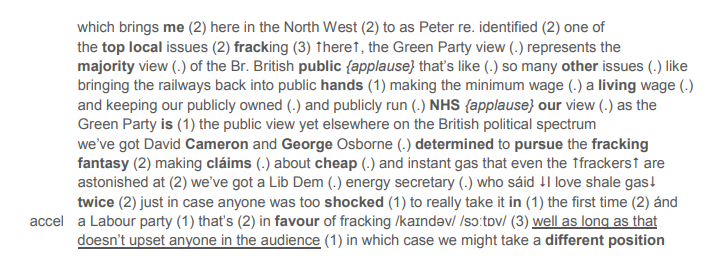 which brings me (2) here in the North West (2) to as Peter re. identified (2) one of
the top local issues (2) fracking (3) ↑here↑, the Green Party view (.) represents the
majority view (.) of the Br. British public {applause} that's like (.) so many other issues (.) like
bringing the railways back into public hands (1) making the minimum wage (.) a living wage (.)
and keeping our publicly owned (.) and publicly run (.) NHS {applause} our view (.) as the
Green Party is (1) the public view yet elsewhere on the British political spectrum
we've got David Cameron and George Osborne (.) determined to pursue the fracking
fantasy (2) making cláims (.) about cheap (.) and instant gas that even the ↑frackers↑ are
astonished at (2) we've got a Lib Dem (.) energy secretary (.) who sáid ↓I love shale gas↓
twice (2) just in case anyone was too shocked (1) to really take it in (1) the first time (2) ánd
accel a Labour party (1) that's (2) in favour of fracking /kaɪndəv/ /sɔːtɒv/ (3) well as long as that
doesn't upset anyone in the audience (1) in which case we might take a different position